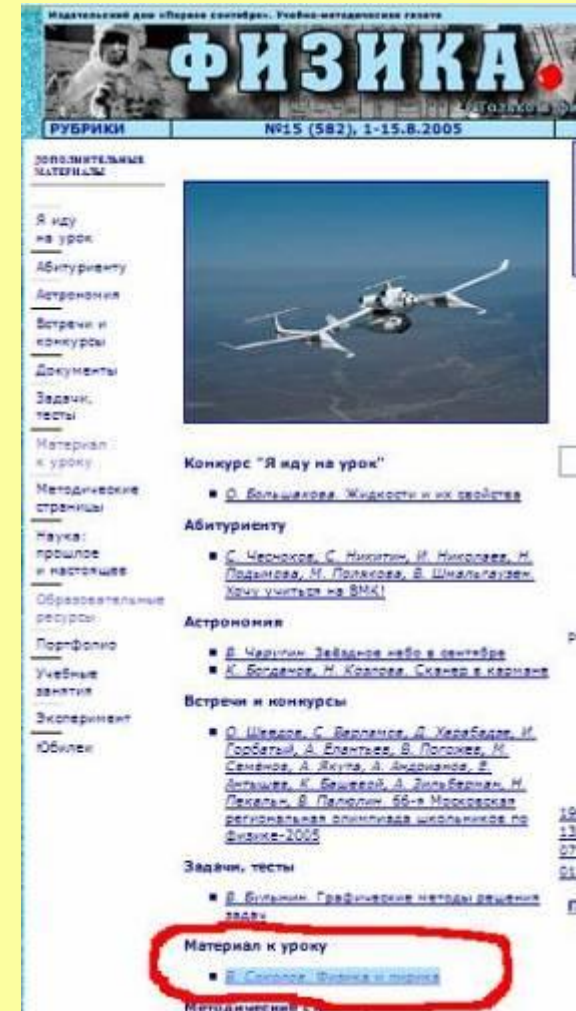 Издательский дом «Первое сентября». Учебно-методическая газета
ФИЗИКА
РУБРИКИ
№15 (582), 1-15.8.2005
ДОПОЛНИТЕЛЬНЫЕ
МАТЕРИАЛЫ
Я иду
на урок
Абитуриенту
Астрономия
Встречи и
конкурсы
Документы
Задачи,
тесты
Материал
к уроку
Методические
страницы
Наука:
прошлое
и настоящее
Образовательные
ресурсы
Портфолио
Учебные
занятия
Эксперимент
Юбилеи
Конкурс "Я иду на урок"
О. Большакова. Жидкости и их свойства
Абитуриенту
С. Чесноков, С. Никитин, И. Николаев, Н.
Подымова, М. Полякова, В. Шмальгаузен.
Хочу учиться на ВМК!
Астрономия
В. Чаругин. Звёздное небо в сентябре
К. Богданов, Н. Козлова. Сканер в кармане
Встречи и конкурсы
О. Шведов, С. Варламов, Д. Харабадзе, И.
Горбатый, А. Елантьев, В. Погожев, М.
Семёнов, А. Якута, А. Андрианов, Е.
Антышев, К. Башевой, А. Зильберман, Н.
В. Палюлин. 66-я Московская
региональная олимпиада школьников по
физике-2005
Задачи, тесты
Графические методы решения
задач
Материал к уроку
В. Соколов. Физика и лирика